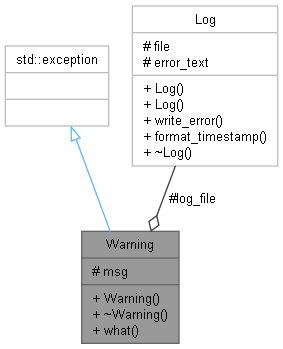 Log
# file
# error_text
+ Log()
+ Log()
+ write_error()
+ format_timestamp()
+ ~Log()
std::exception
#log_file
Warning
# msg
+ Warning()
+ ~Warning()
+ what()